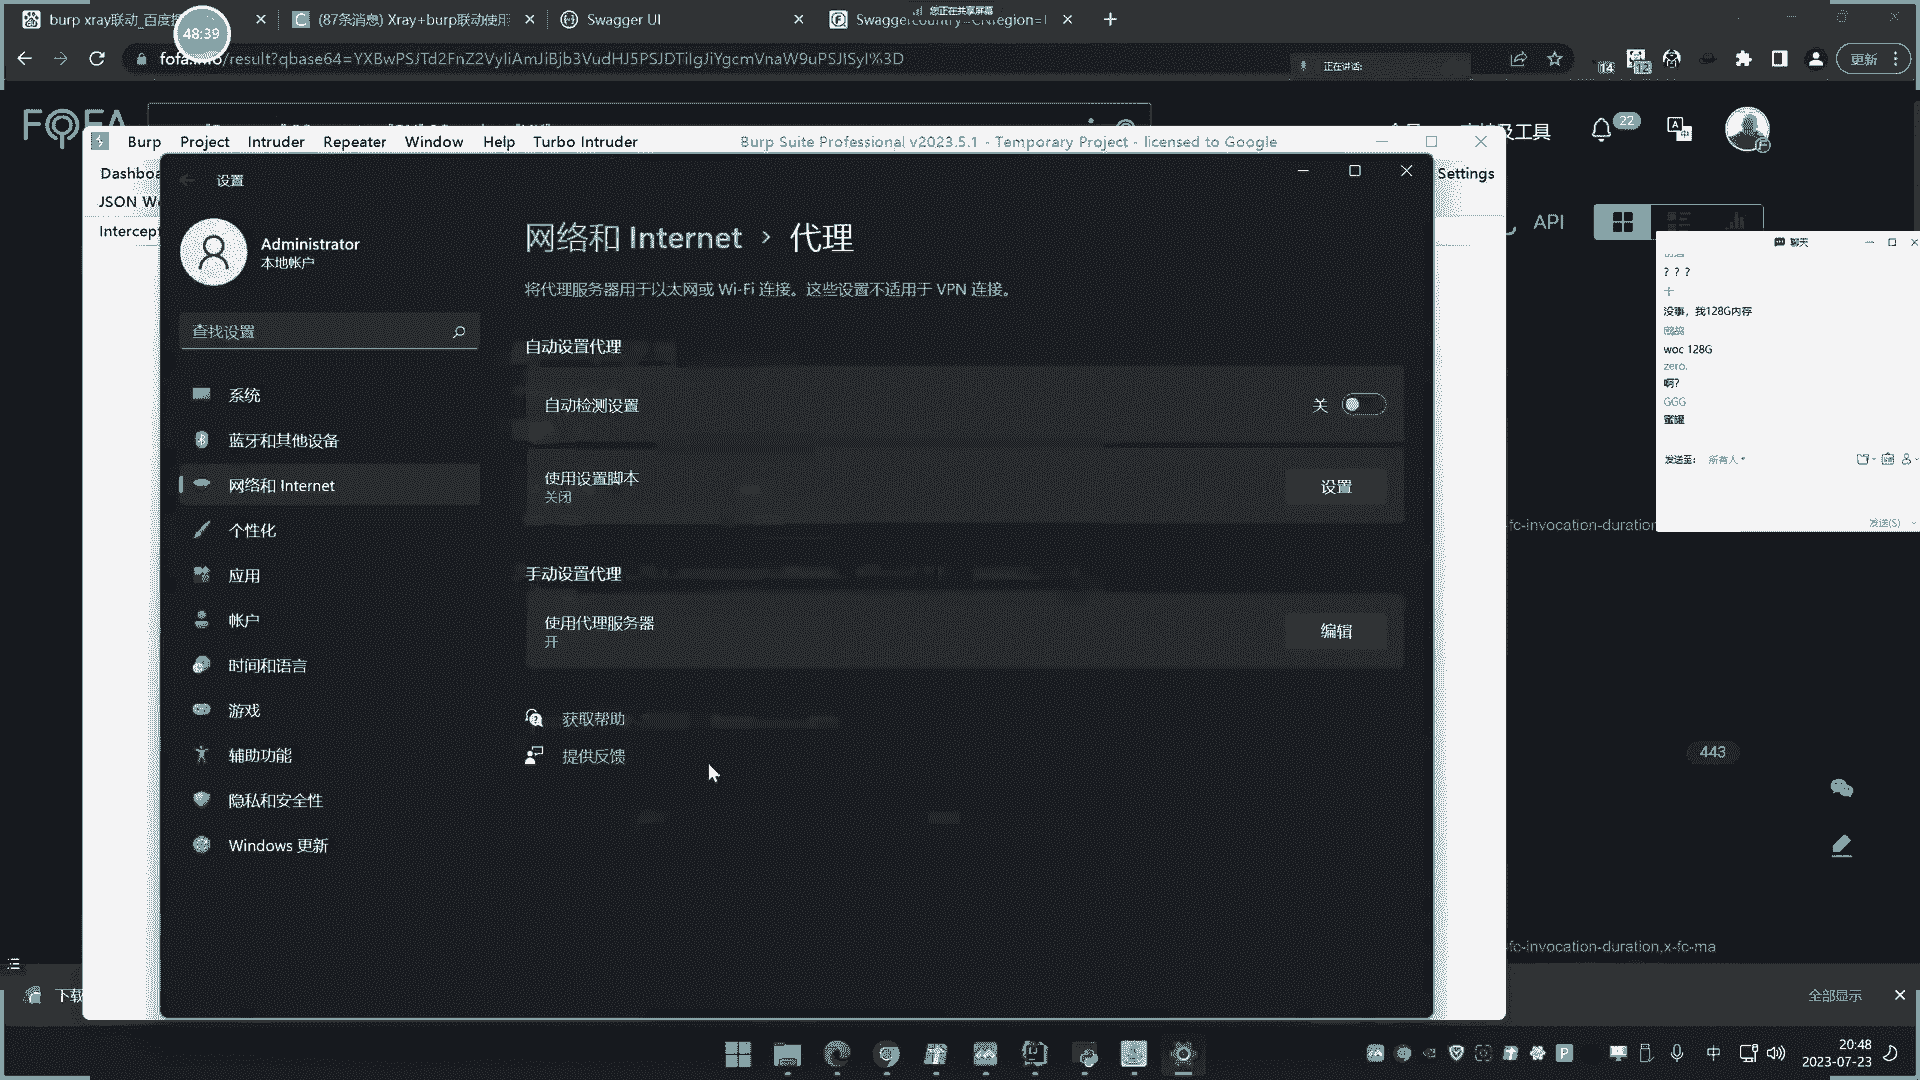 burp xray联动_百度搜
(87条消息) Xray+burp联动使用
Swagger UI
您正在共享屏幕
48:39
正在讲话:
更新
FOFA
22
Burp Project Intruder Repeater Window Help Turbo Intruder
Burp Suite Professional v2023.5.1 - Temporary Project - licensed to Google
Settings
Intercep
API
设置
Administrator
本地帐户
查找设置
系统
蓝牙和其他设备
网络和 Internet
个性化
应用
帐户
时间和语言
游戏
辅助功能
隐私和安全性
Windows 更新
网络和 Internet › 代理
将代理服务器用于以太网或 Wi-Fi 连接。这些设置不适用于 VPN 连接。
自动设置代理
自动检测设置
关
使用设置脚本
关闭
设置
手动设置代理
使用代理服务器
开
编辑
获取帮助
提供反馈
聊天
? ? ?
十
没事，我128G内存
woc 128G
zero.
啊?
GGG
蜜罐
发送至: 所有人
发送(S)
fc-invocation-duration
443
fc-invocation-duration,x-fc-ma
下载
全部显示
中
20:48
2023-07-23